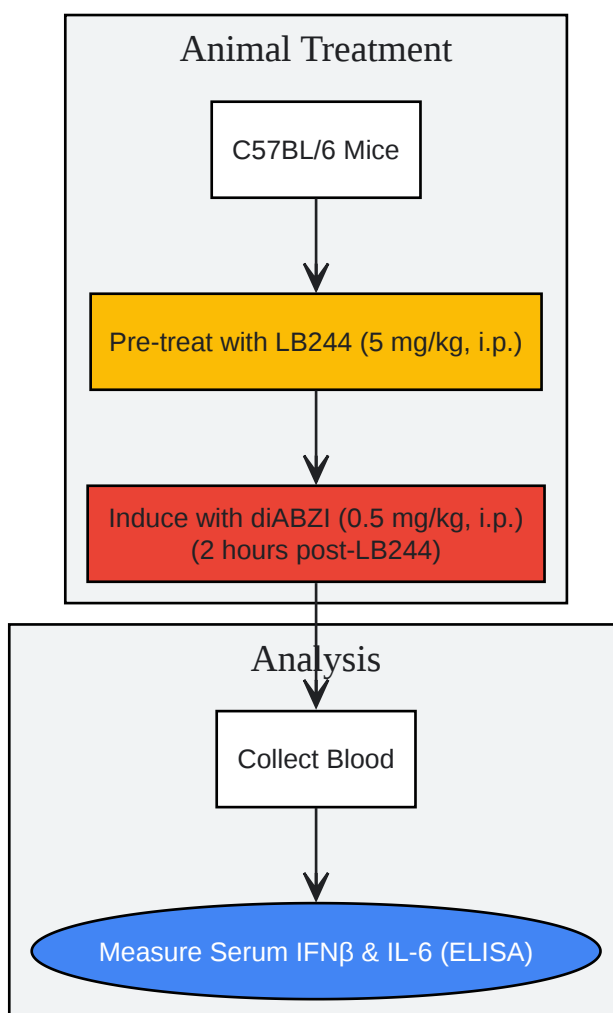 Animal Treatment
C57BL/6 Mice
Pre-treat with LB244 (5 mg/kg, i.p.)
Induce with diABZI (0.5 mg/kg, i.p.)
(2 hours post-LB244)
Analysis
Collect Blood
Measure Serum IFNβ & IL-6 (ELISA)